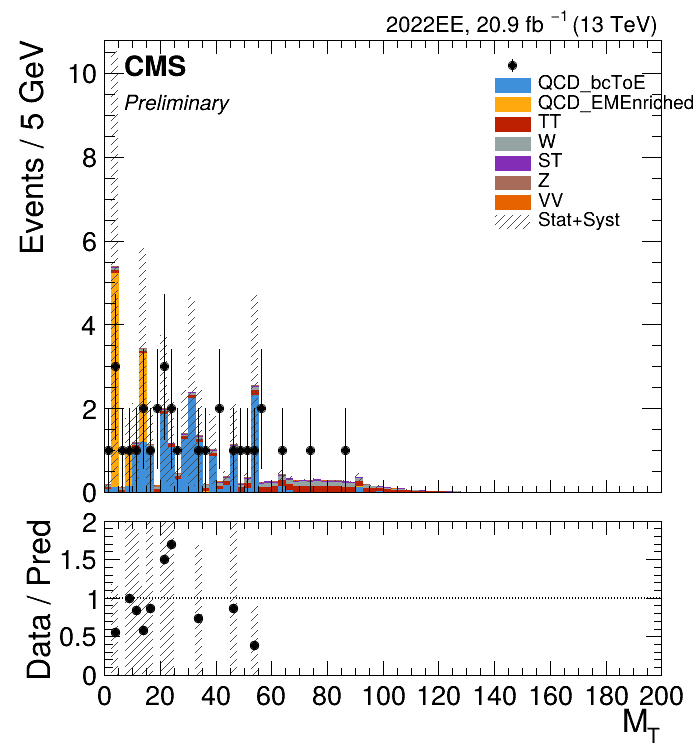 2022EE, 20.9 fb⁻¹ (13 TeV)
CMS
Preliminary
QCD_bcToE
QCD_EMEnriched
TT
W
ST
Z
VV
Stat+Syst
Events / 5 GeV
10
8
6
4
2
0
Data / Pred
2
1.5
1
0.5
0
0 20 40 60 80 100 120 140 160 180 200
M_T